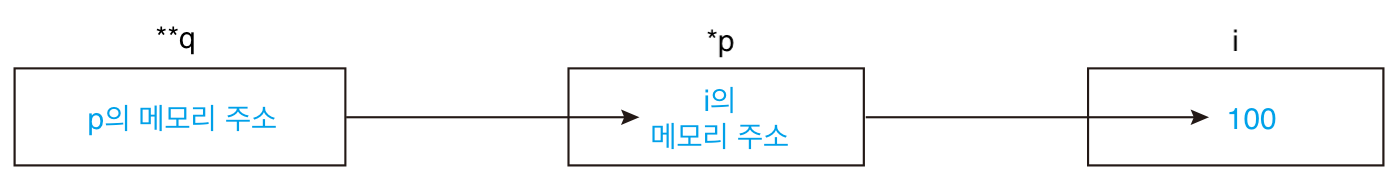 **q
*p
i
p의 메모리 주소
i의
메모리 주소
100